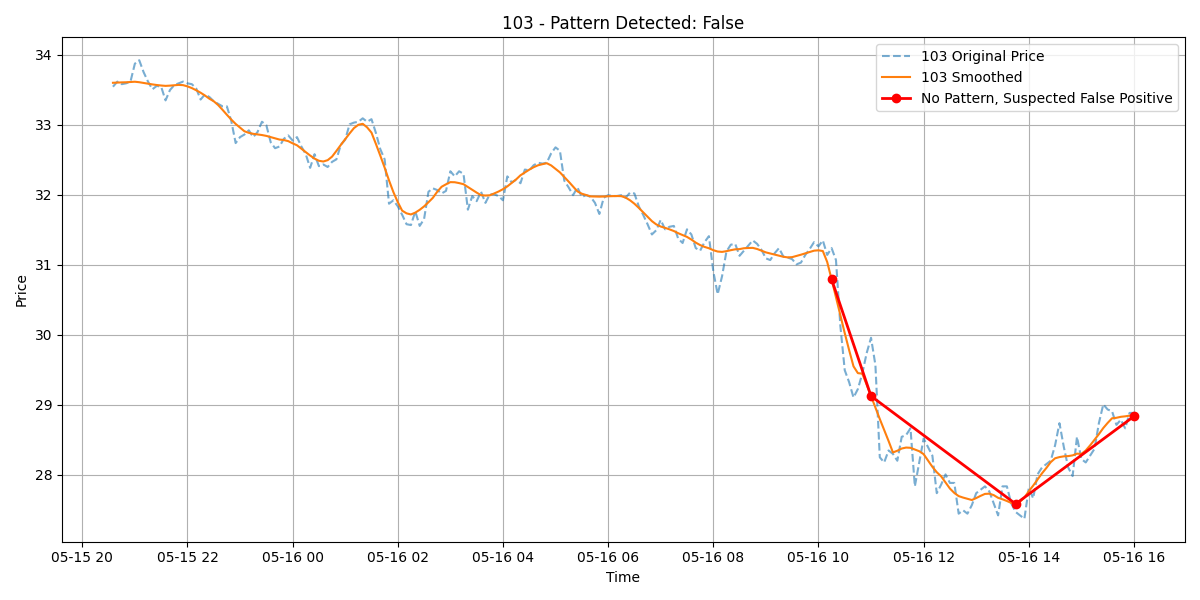 103 - Pattern Detected: False
103 Original Price
103 Smoothed
No Pattern, Suspected False Positive
Price
34
33
32
31
30
29
28
05-15 20 05-15 22 05-16 00 05-16 02 05-16 04 05-16 06 05-16 08 05-16 10 05-16 12 05-16 14 05-16 16
Time